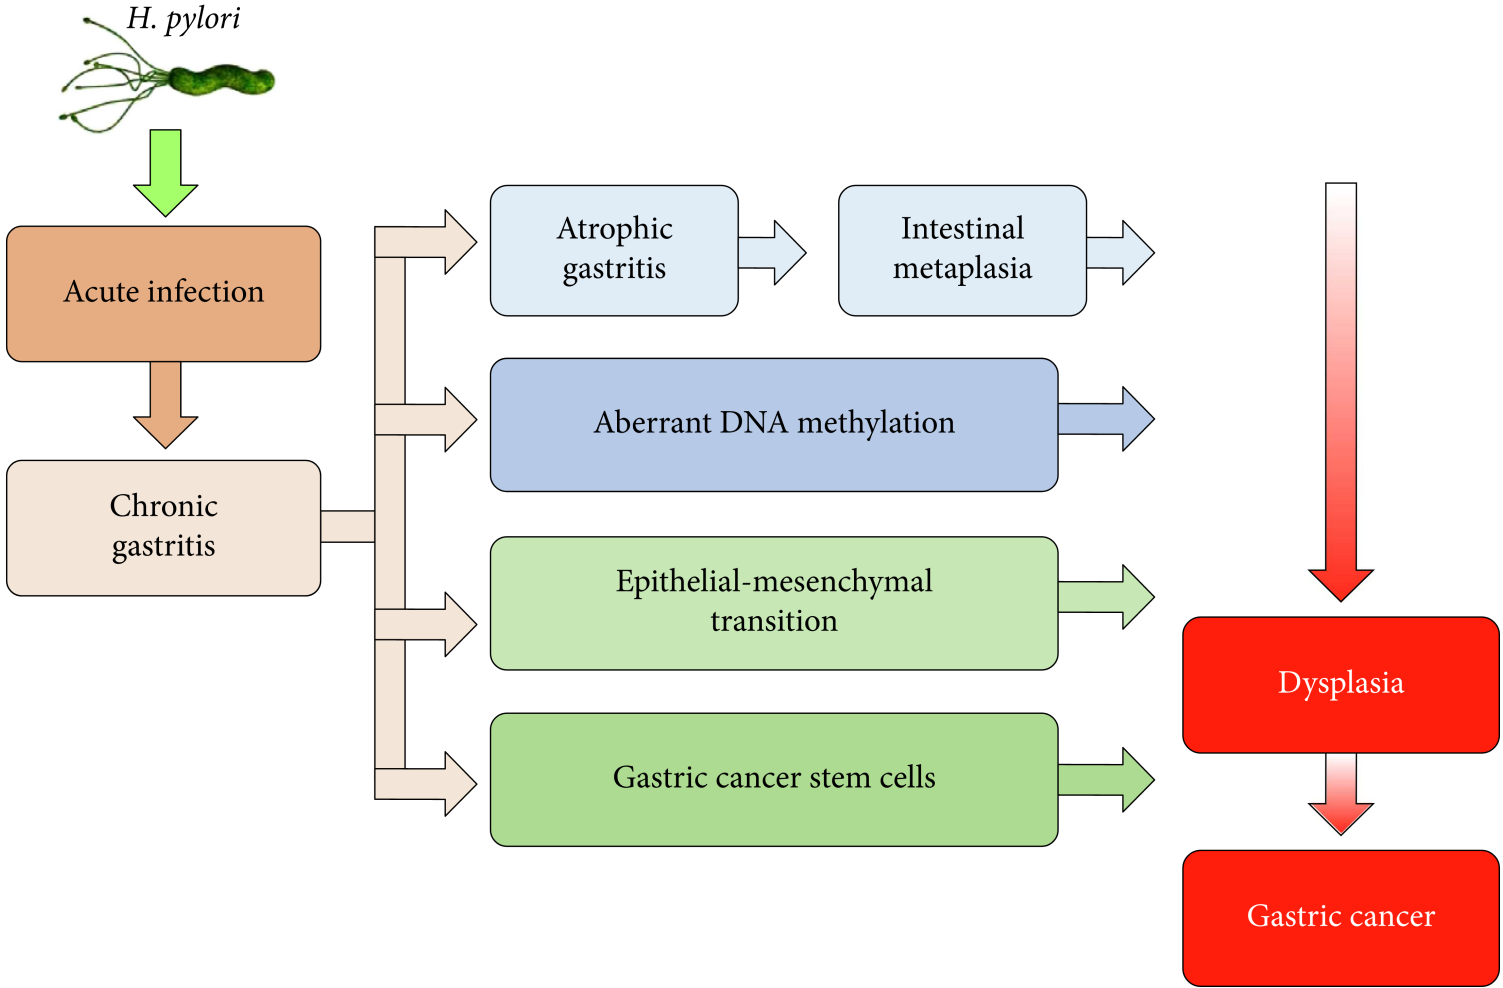 H. pylori
Acute infection
Chronic
gastritis
Atrophic
gastritis
Intestinal
metaplasia
Aberrant DNA methylation
Epithelial-mesenchymal
transition
Gastric cancer stem cells
Dysplasia
Gastric cancer